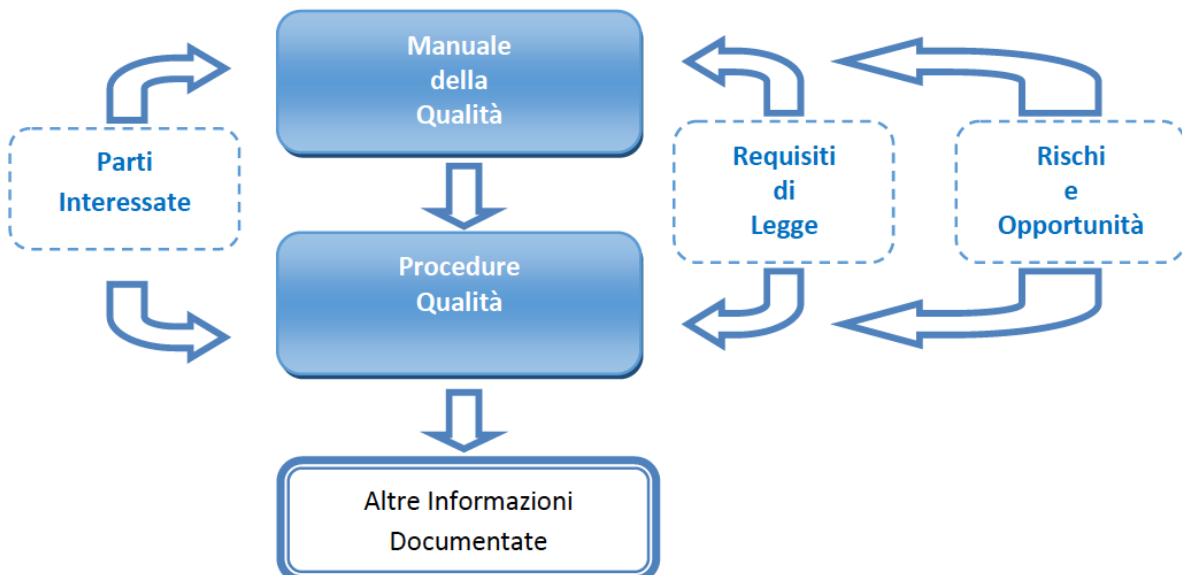 Manuale
della
Qualità
Parti
Interessate
Requisiti
di
Legge
Rischi
e
Opportunità
Procedure
Qualità
Altre Informazioni
Documentate